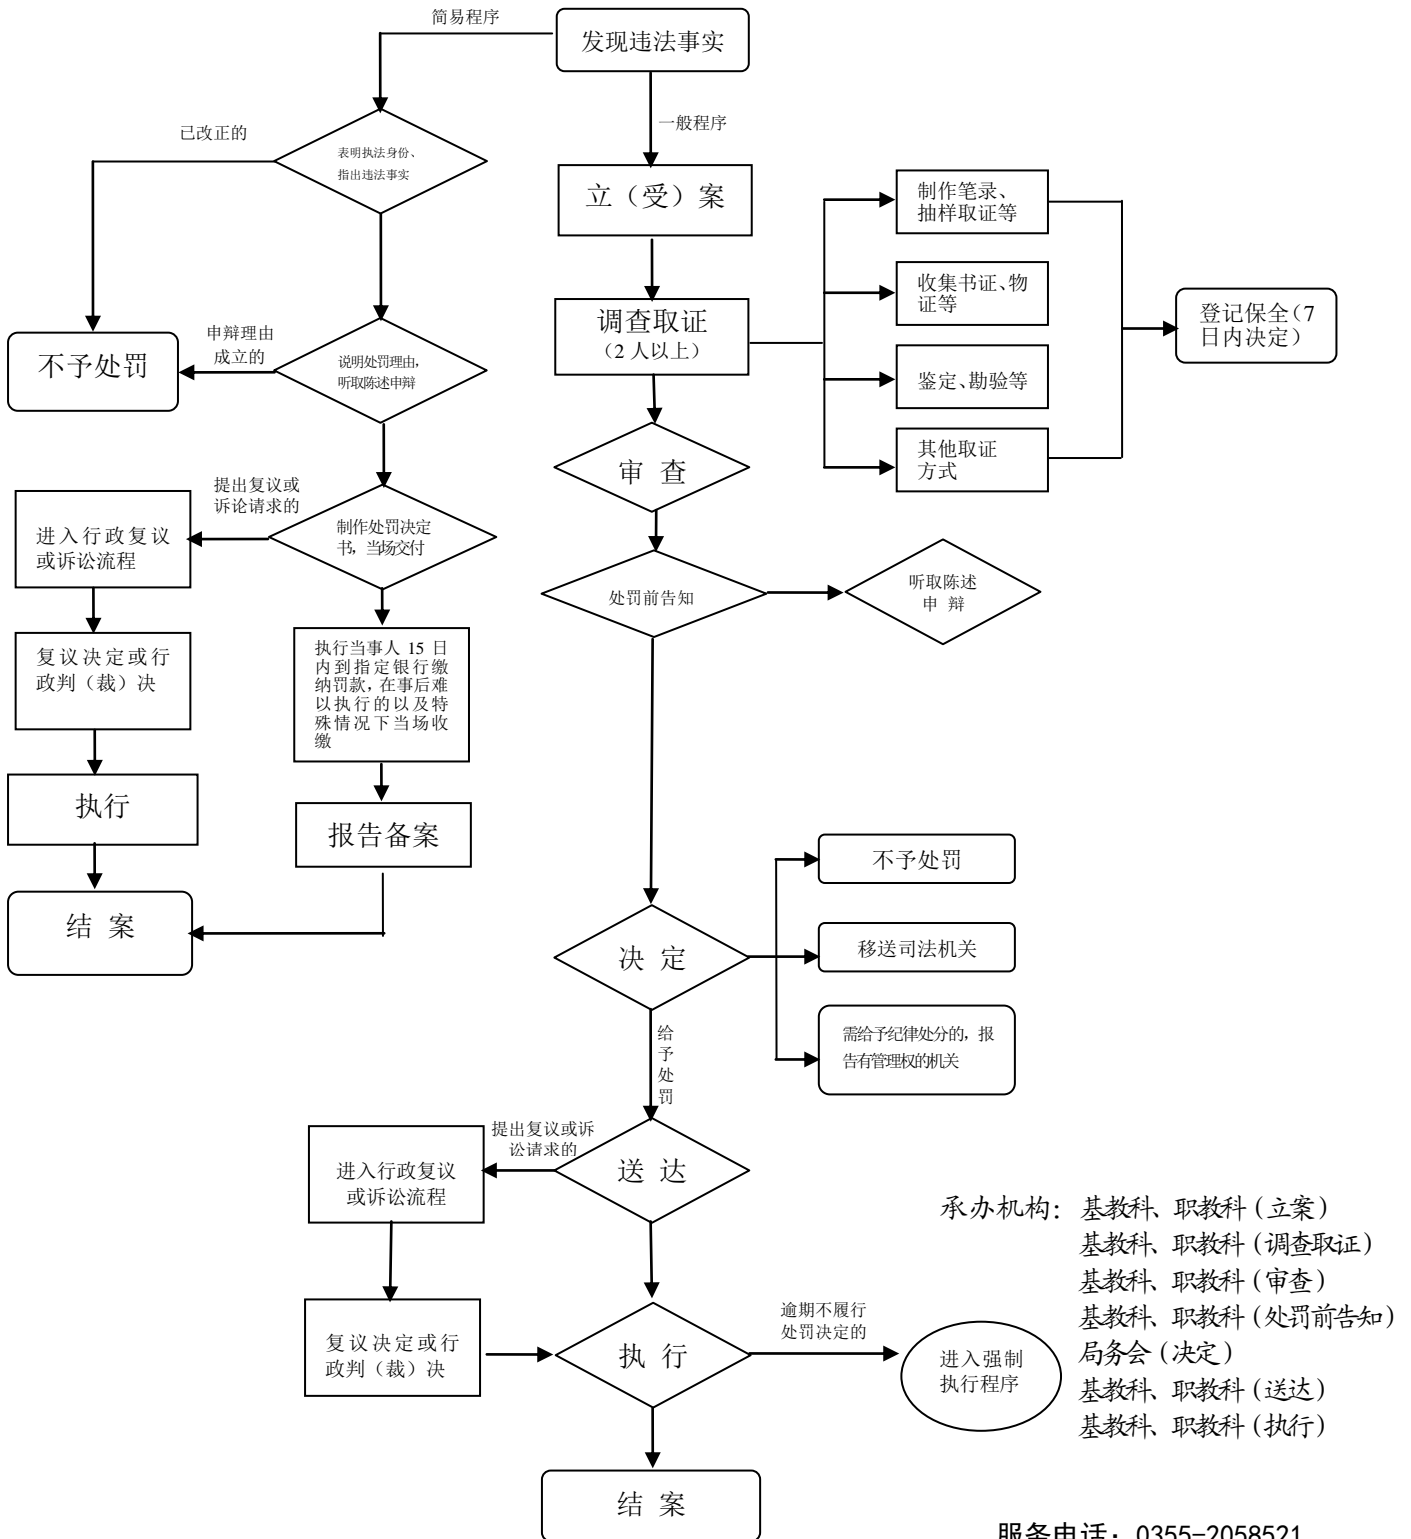 简易程序
发现违法事实
一般程序
已改正的
表明执法身份、
指出违法事实
立（受）案
制作笔录、
抽样取证等
收集书证、物
证等
登记保全（7
日内决定）
调查取证
（2 人以上）
申辩理由
成立的
不予处罚
说明处罚理由，
听取陈述申辩
鉴定、勘验等
其他取证
方式
审 查
提出复议或
诉论请求的
进入行政复议
或诉讼流程
制作处罚决定
书，当场交付
处罚前告知
听取陈述
申 辩
复议决定或行
政判（裁）决
执行当事人 15 日
内到指定银行缴
纳罚款，在事后难
以执行的以及特
殊情况下当场收
缴
执行
报告备案
结 案
不予处罚
决 定
移送司法机关
需给予纪律处分的，报
告有管理权的机关
给
予
处
罚
提出复议或诉
讼请求的
进入行政复议
或诉讼流程
送 达
复议决定或行
政判（裁）决
执 行
逾期不履行
处罚决定的
进入强制
执行程序
结 案
承办机构：基教科、职教科（立案）
基教科、职教科（调查取证）
基教科、职教科（审查）
基教科、职教科（处罚前告知）
局务会（决定）
基教科、职教科（送达）
基教科、职教科（执行）
服务电话：0355-2058521